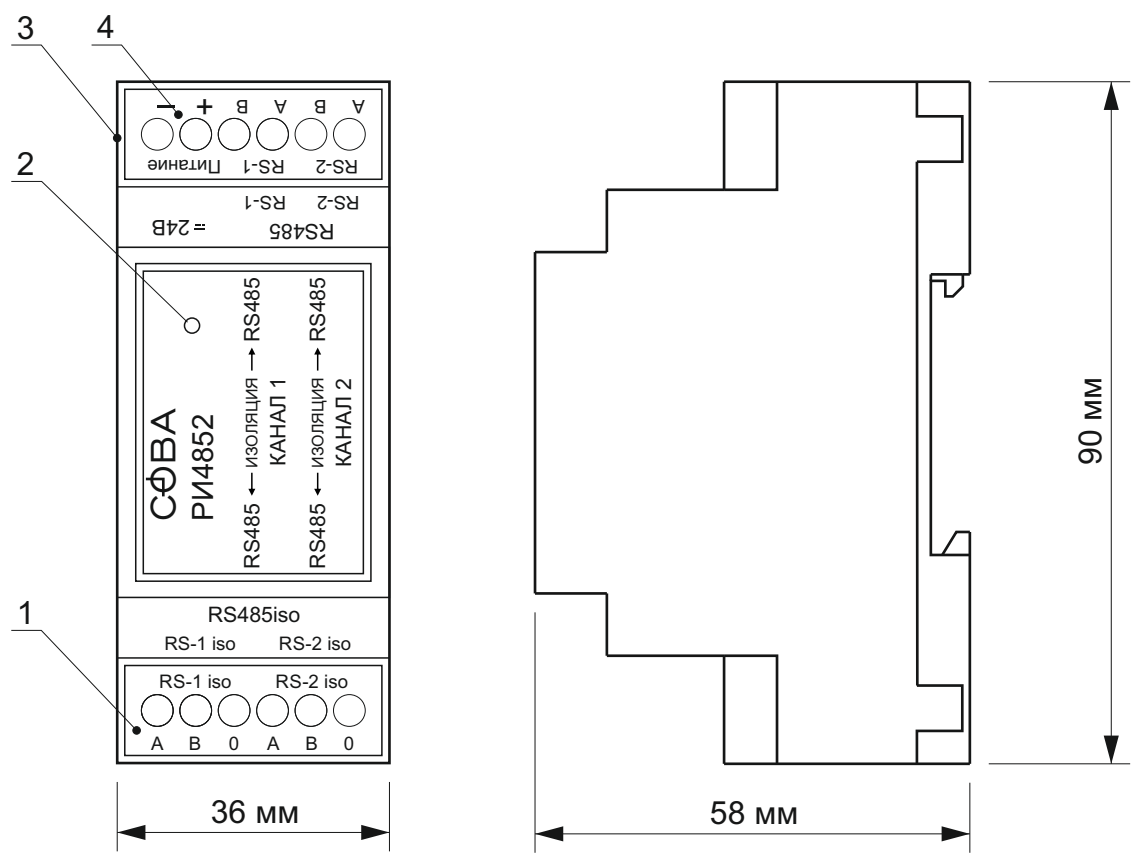 3
4
− + B A B A
Питание RS-1 RS-2
2
RS-1 RS-2
=24В RS485
СОВА
РИ4852
RS485 ← ИЗОЛЯЦИЯ → RS485
КАНАЛ 1
RS485 ← ИЗОЛЯЦИЯ → RS485
КАНАЛ 2
1
RS485iso
RS-1 iso RS-2 iso
RS-1 iso RS-2 iso
A B 0 A B 0
36 мм
58 мм
90 мм